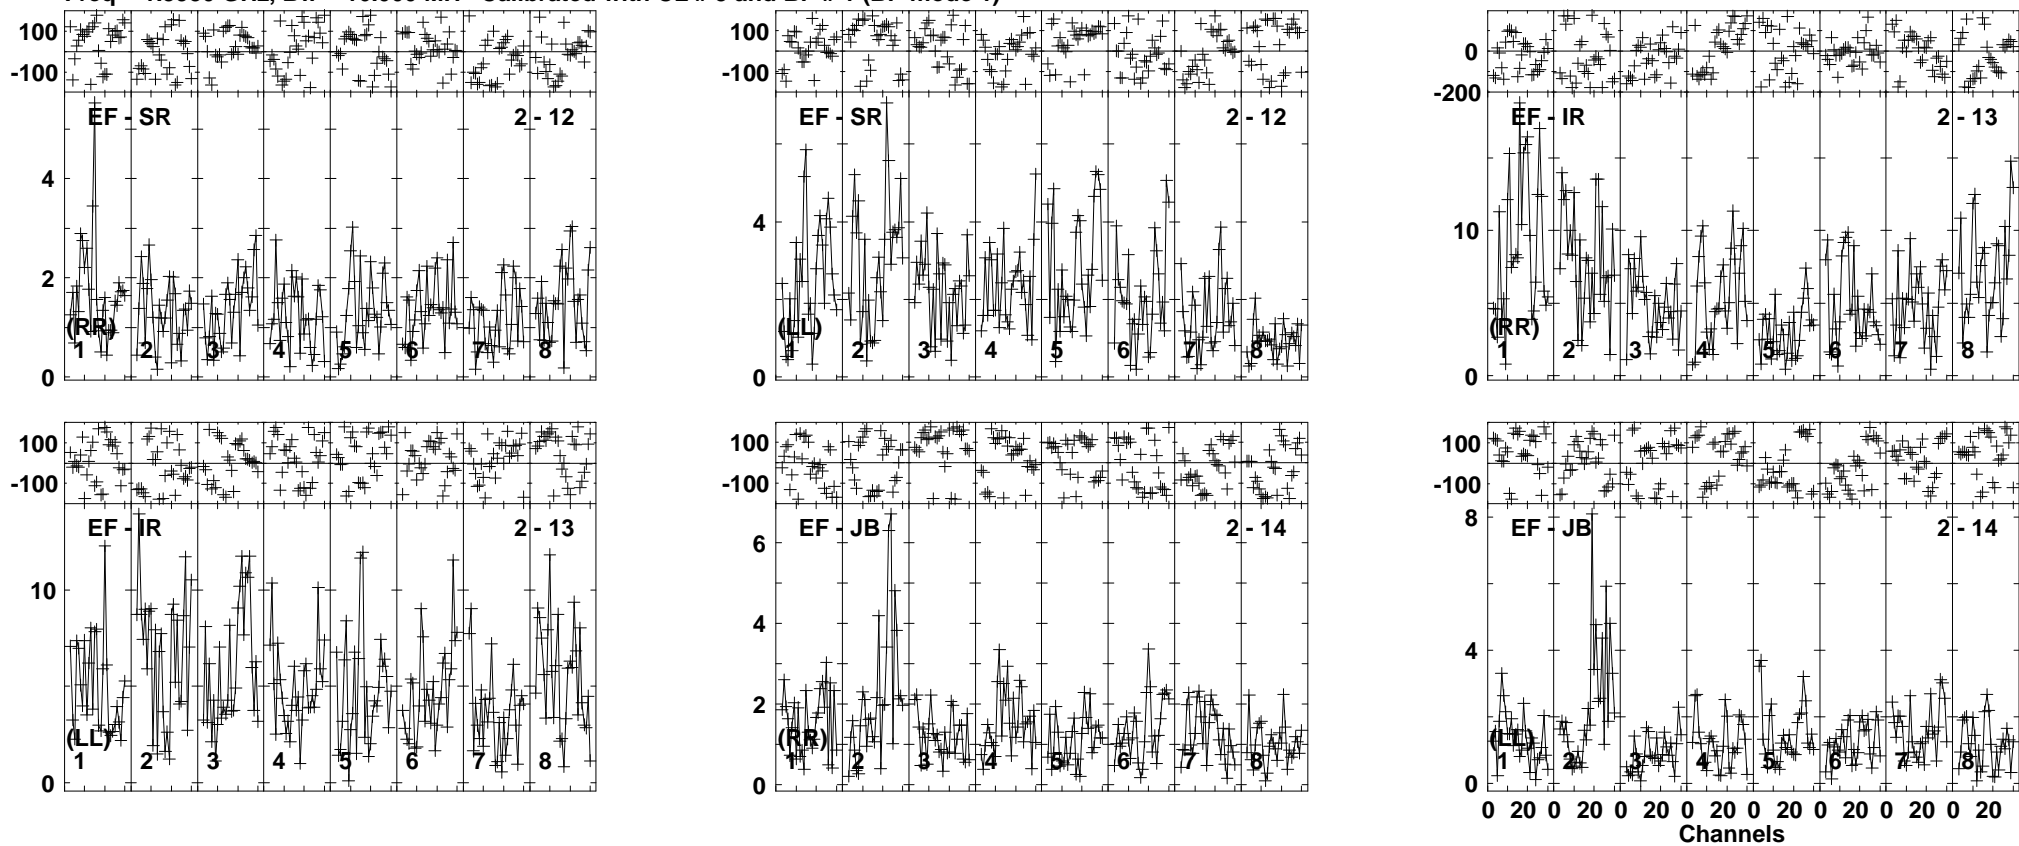 100 100 0
-100 -100 -200
EF - SR 2 - 12 EF - SR 2 - 12 EF - IR 2 - 13
4 4 10
2
(RR) (LL) (RR)
1 2 3 4 5 6 7 8 1 2 3 4 5 6 7 8 1 2 3 4 5 6 7 8
0 0 0
100 100 100
-100 -100 -100
EF - IR 2 - 13 EF - JB 2 - 14 EF - JB 2 - 14
10 6 8
4 4
2
(LL) (RR) (LL)
1 2 3 4 5 6 7 8 1 2 3 4 5 6 7 8 1 2 3 4 5 6 7 8
0 0 0
0 20 0 20 0 20 0 20 0 20 0 20 0 20 0 20
Channels